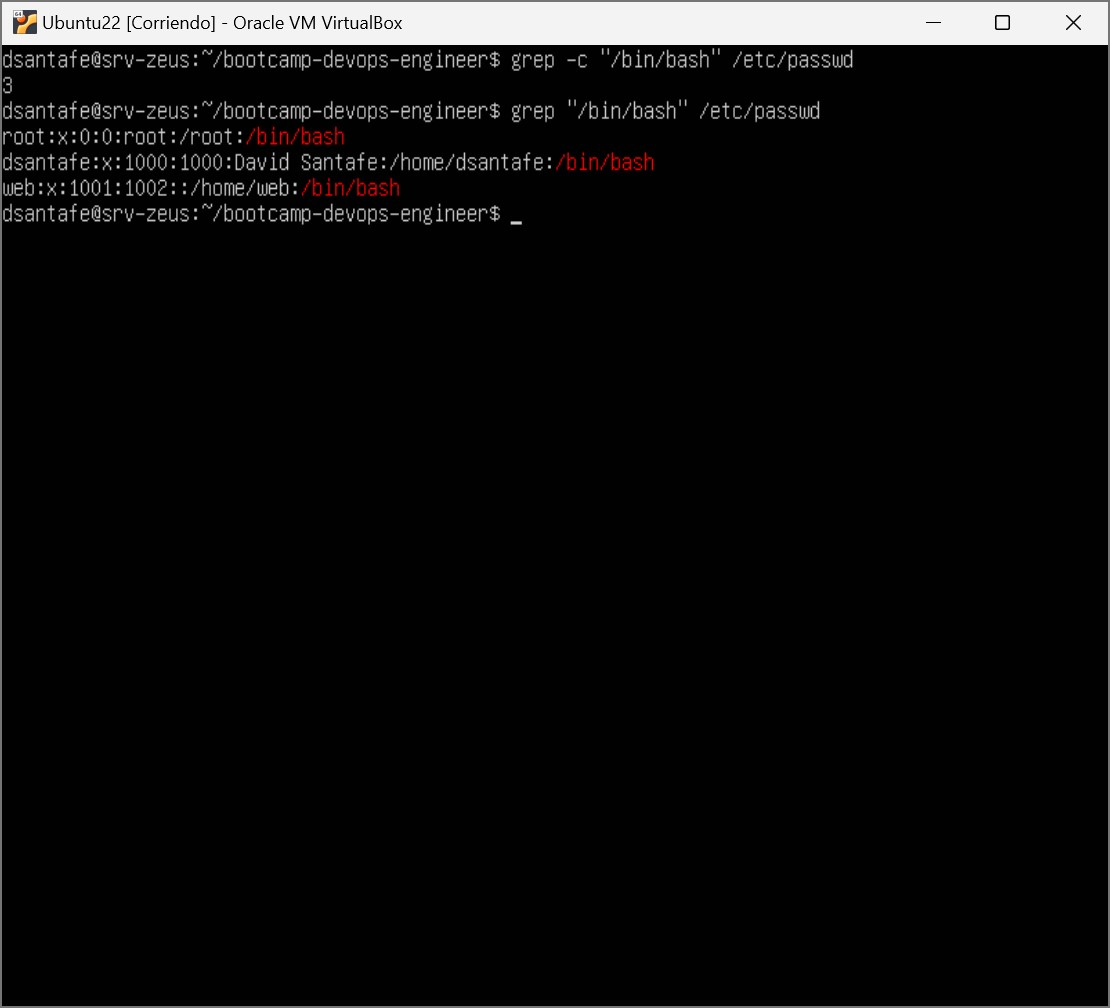 Ubuntu22 [Corriendo] - Oracle VM VirtualBox
dsantafe@srv-zeus:~/bootcamp-devops-engineer$ grep -c "/bin/bash" /etc/passwd
3
dsantafe@srv-zeus:~/bootcamp-devops-engineer$ grep "/bin/bash" /etc/passwd
root:x:0:0:root:/root:/bin/bash
dsantafe:x:1000:1000:David Santafe:/home/dsantafe:/bin/bash
web:x:1001:1002::/home/web:/bin/bash
dsantafe@srv-zeus:~/bootcamp-devops-engineer$ _